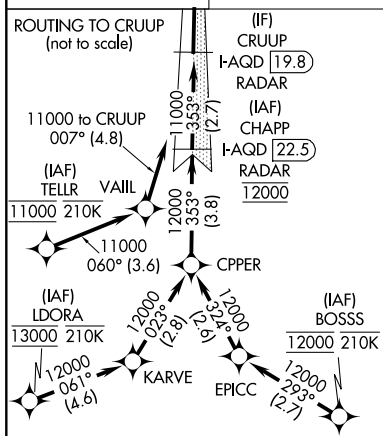 ROUTING TO CRUUP
(not to scale)
(IF)
CRUUP
I-AQD 19.8
RADAR
(IAF)
CHAPP
I-AQD 22.5
RADAR
12000
11000
353°
(2.7)
11000 to CRUUP
007° (4.8)
(IAF)
TELLR
11000 210K
VAIIL
11000
060° (3.6)
12000
353°
(3.8)
CPPER
(IAF)
LDORA
13000 210K
12000
061°
(4.6)
KARVE
12000
023°
(2.8)
12000
324°
(2.6)
EPICC
(IAF)
BOSSS
12000 210K
12000
293°
(2.7)